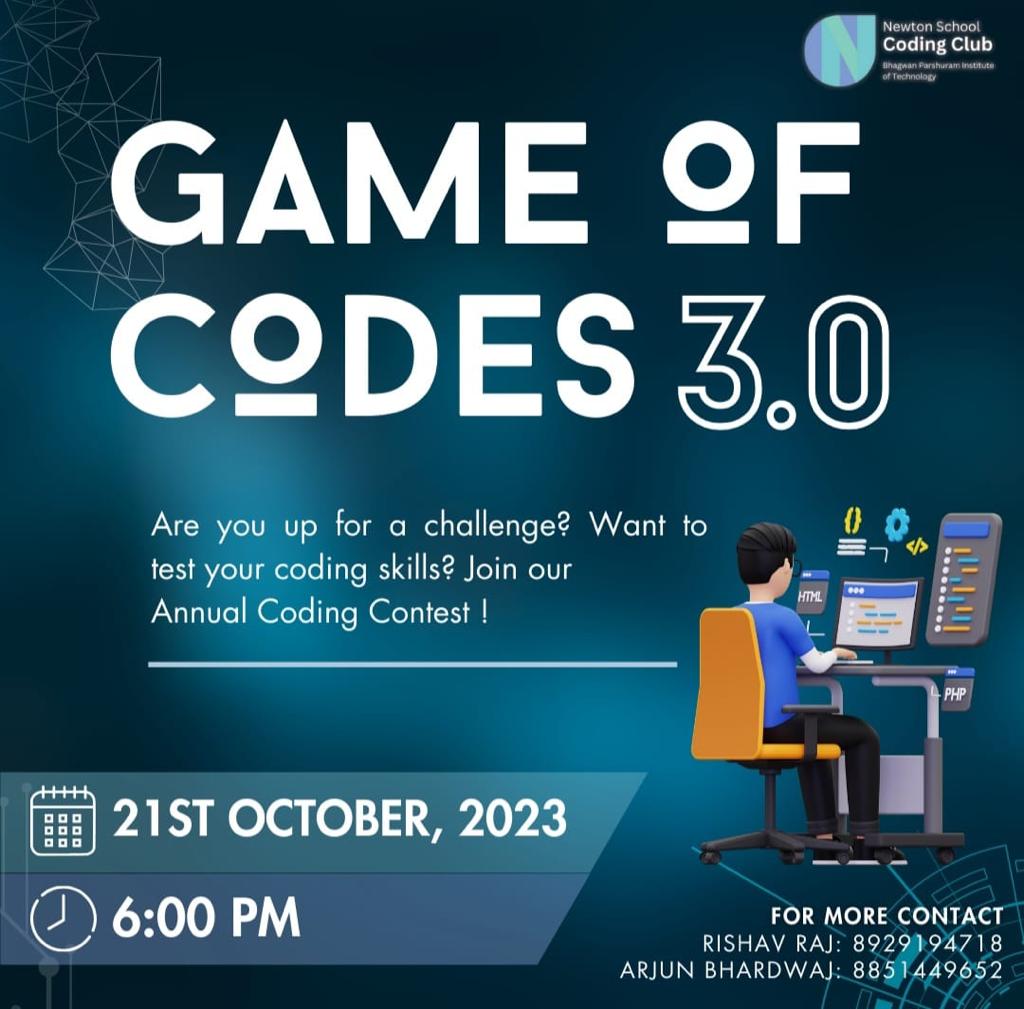 Newton School
Coding Club
Bhagwan Parshuram Institute
of Technology
GAME OF
CODES 3.0
Are you up for a challenge? Want to
test your coding skills? Join our
Annual Coding Contest !
HTML
PHP
21ST OCTOBER, 2023
6:00 PM
FOR MORE CONTACT
RISHAV RAJ: 8929194718
ARJUN BHARDWAJ: 8851449652